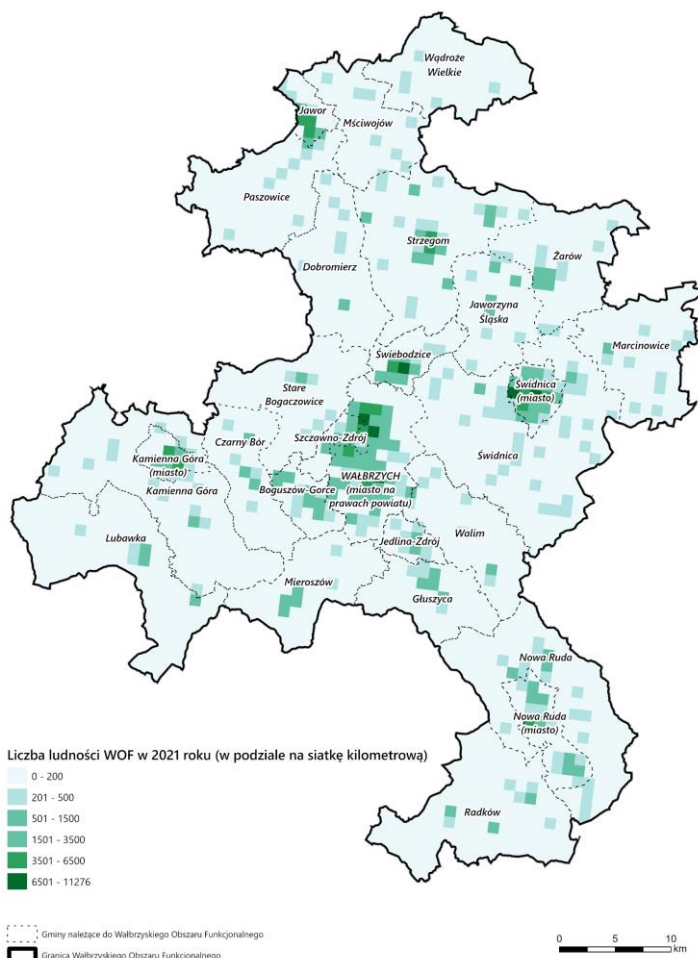 Wądroże
Wielkie
Jawor
Mściwojów
Paszowice
Strzegom
Dobromierz
Żarów
Jaworzyna
Śląska
Marcinowice
Świebodzice
Świdnica
(miasto)
Stare
Bogaczowice
Szczawno-Zdrój
Czarny Bór
Kamienna Góra
(miasto)
Świdnica
WAŁBRZYCH
(miasto na
prawach powiatu)
Kamienna Góra
Boguszów-Gorce
Lubawka
Jedlina-Zdrój
Walim
Mieroszów
Głuszyca
Nowa Ruda
Nowa Ruda
(miasto)
Radków
Liczba ludności WOF w 2021 roku (w podziale na siatkę kilometrową)
0 - 200
201 - 500
501 - 1500
1501 - 3500
3501 - 6500
6501 - 11276
Gminy należące do Wałbrzyskiego Obszaru Funkcjonalnego
Granica Wałbrzyskiego Obszaru Funkcjonalnego
0 5 10
km